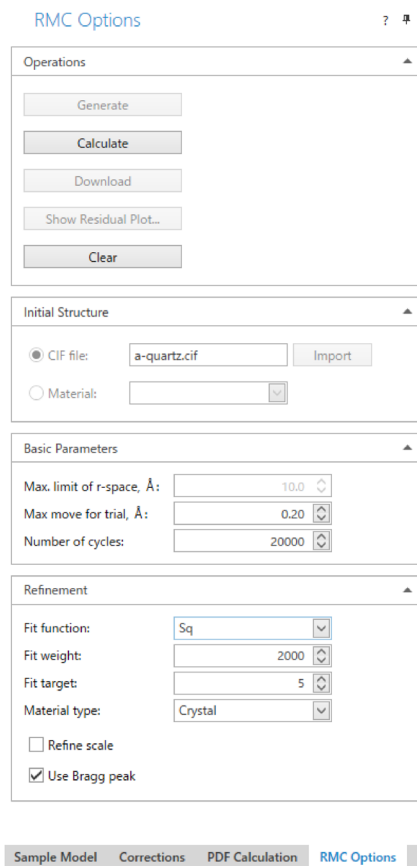 RMC Options ?
Operations
Generate
Calculate
Download
Show Residual Plot...
Clear
Initial Structure
CIF file: a-quartz.cif Import
Material:
Basic Parameters
Max. limit of r-space, Å: 10.0
Max move for trial, Å: 0.20
Number of cycles: 20000
Refinement
Fit function: Sq
Fit weight: 2000
Fit target: 5
Material type: Crystal
Refine scale
Use Bragg peak
Sample Model Corrections PDF Calculation RMC Options